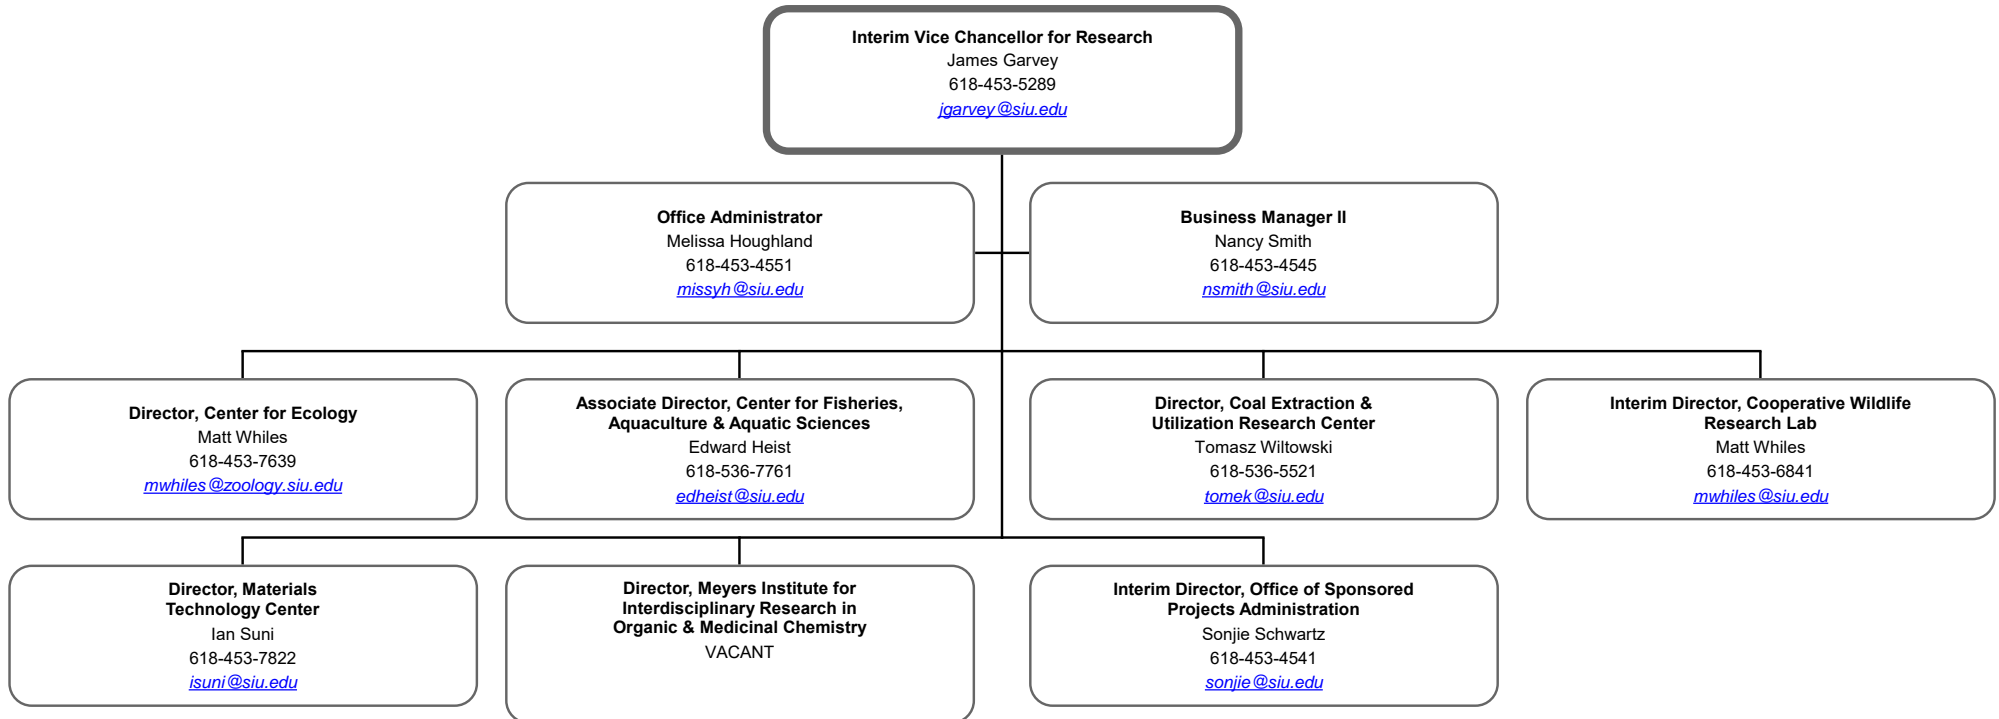 Interim Vice Chancellor for Research
James Garvey
618-453-5289
jgarvey@siu.edu
Office Administrator
Melissa Houghland
618-453-4551
missyh@siu.edu
Business Manager II
Nancy Smith
618-453-4545
nsmith@siu.edu
Director, Center for Ecology
Matt Whiles
618-453-7639
mwhiles@zoology.siu.edu
Associate Director, Center for Fisheries,
Aquaculture & Aquatic Sciences
Edward Heist
618-536-7761
edheist@siu.edu
Director, Coal Extraction &
Utilization Research Center
Tomasz Wiltowski
618-536-5521
tomek@siu.edu
Interim Director, Cooperative Wildlife
Research Lab
Matt Whiles
618-453-6841
mwhiles@siu.edu
Director, Materials
Technology Center
Ian Suni
618-453-7822
isuni@siu.edu
Director, Meyers Institute for
Interdisciplinary Research in
Organic & Medicinal Chemistry
VACANT
Interim Director, Office of Sponsored
Projects Administration
Sonjie Schwartz
618-453-4541
sonjie@siu.edu